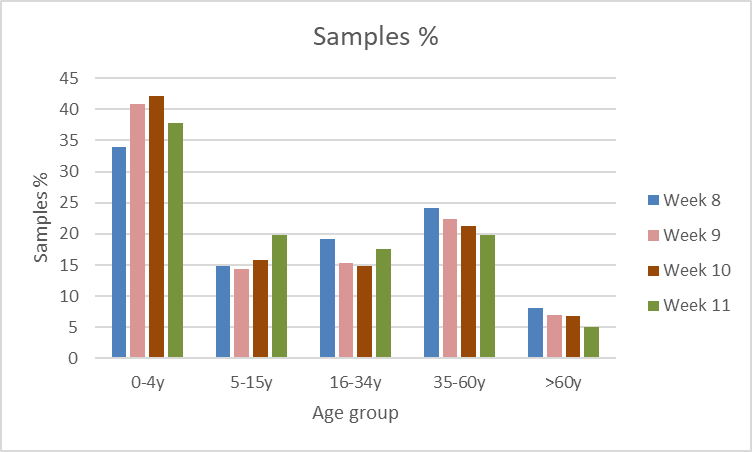 Samples %
45
40
35
30
25
20
15
10
5
0
Samples %
0-4y 5-15y 16-34y 35-60y >60y
Age group
Week 8
Week 9
Week 10
Week 11